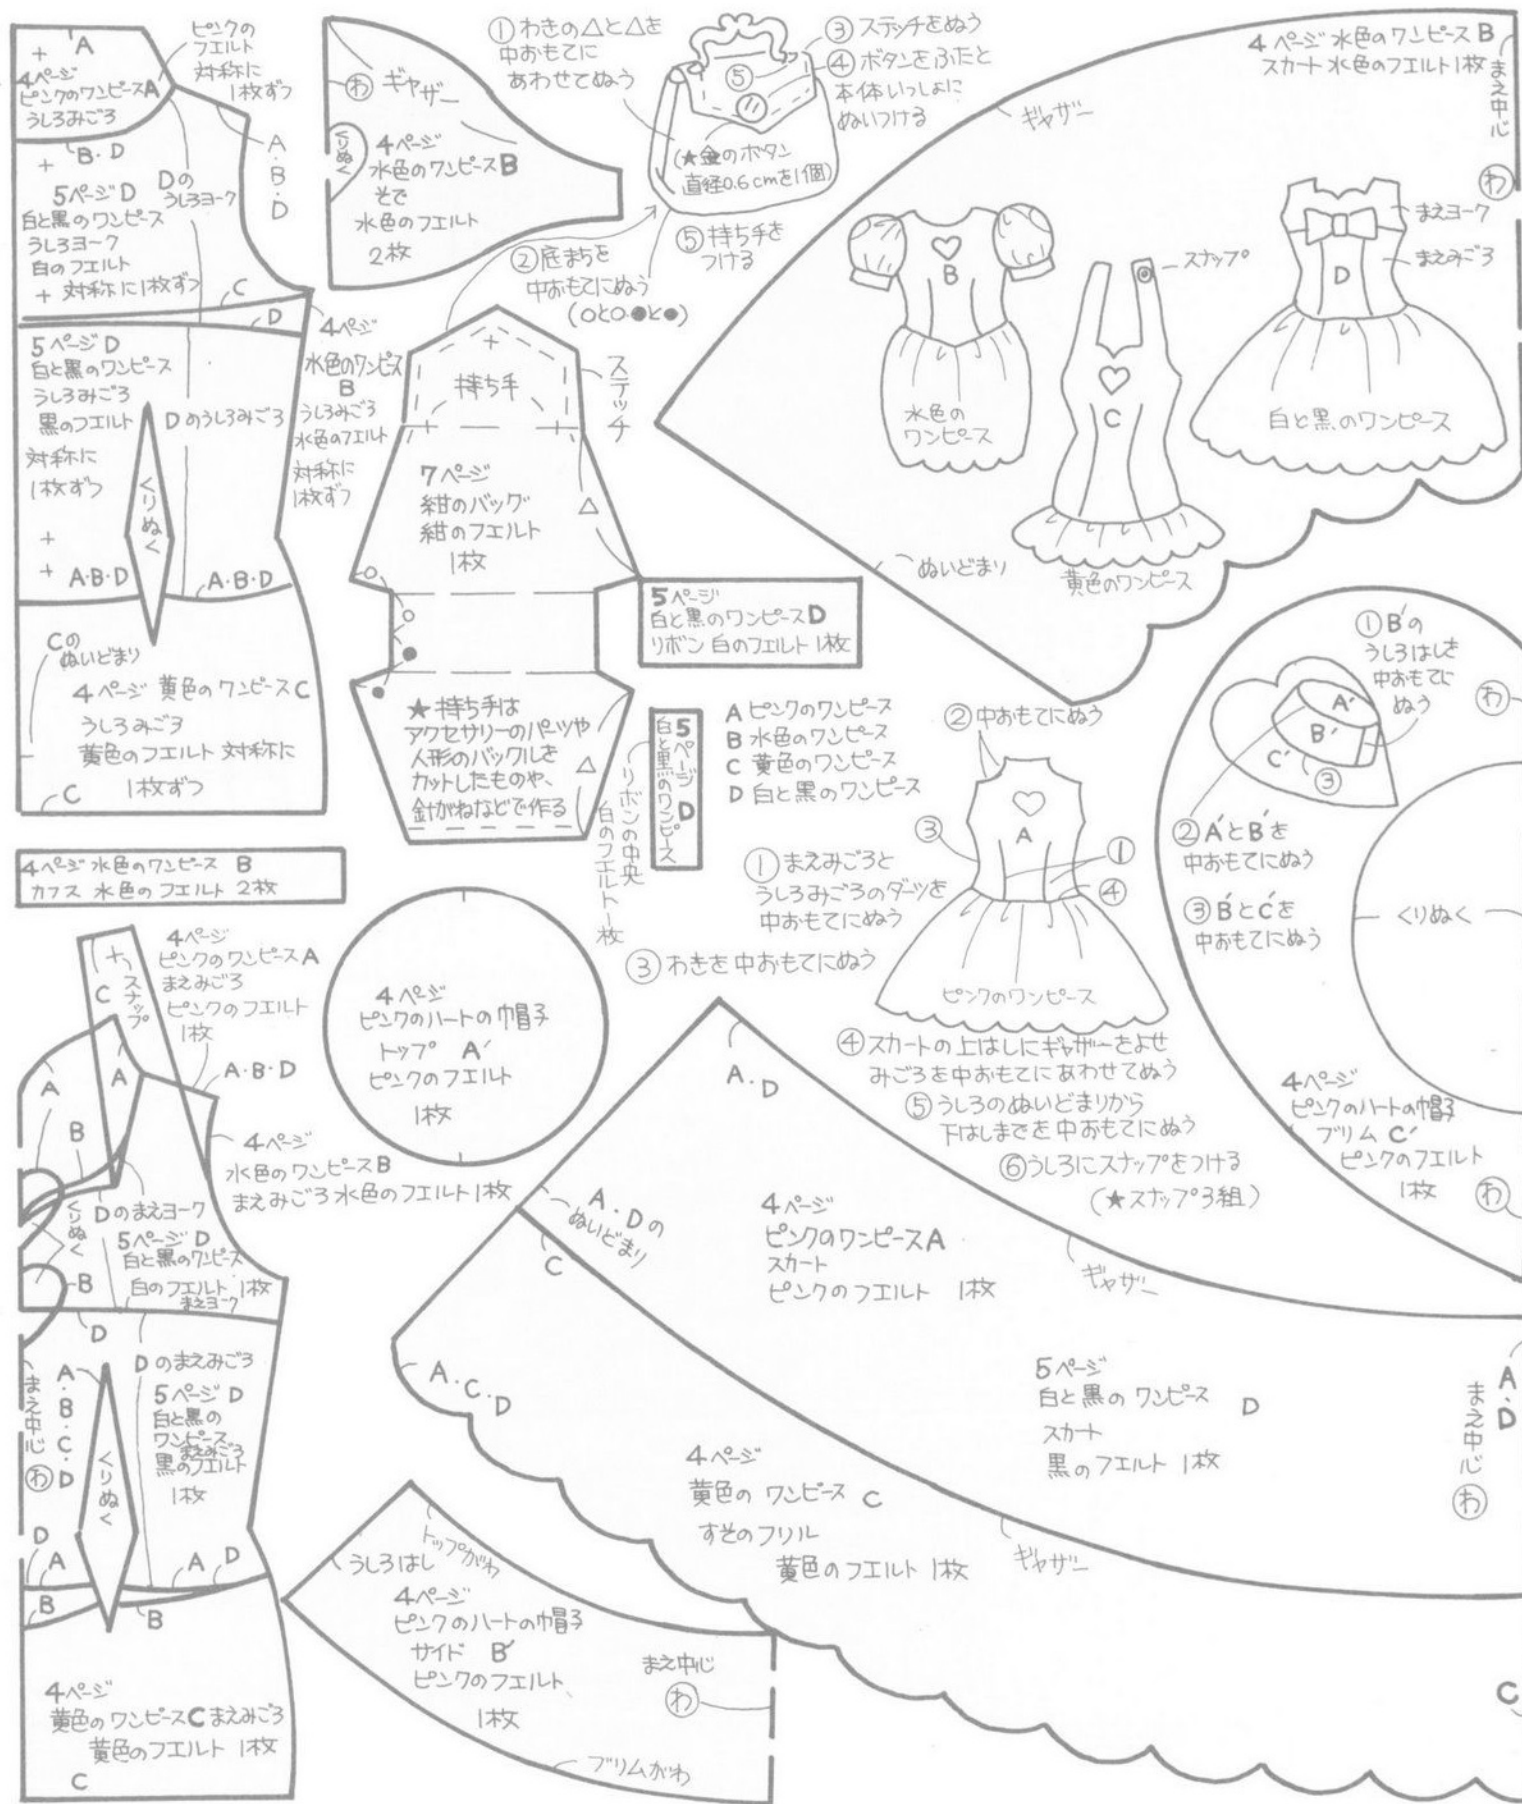 A
4ページ
ピンクのワンピースA
うしろみごろ
ピンクの
フエルト
対称に
1枚ずつ
A・B・D
B・D
5ページD
白と黒のワンピース
うしろヨーク
白のフエルト
対称に1枚ずつ
Dの
うしろヨーク
C
D
5ページD
白と黒のワンピース
うしろみごろ
黒のフエルト
対称に
1枚ずつ
Dのうしろみごろ
くりぬく
A・B・D
A・B・D
4ページ
水色のワンピース
B
うしろみごろ
水色のフエルト
対称に
1枚ずつ
Cの
ぬいどまり
4ページ 黄色のワンピースC
うしろみごろ
黄色のフエルト 対称に
1枚ずつ
C
わ
ギャザー
くりぬく
4ページ
水色のワンピースB
そで
水色のフエルト
2枚
①わきの△と△を
中おもてに
あわせてぬう
③ステッチをぬう
④ボタンをふたと
本体いっしょに
ぬいつける
⑤
(★金のボタン
直径0.6cmを1個)
⑤持ち手を
つける
②底まちを
中おもてにぬう
(○と○・●と●)
持ち手
ステッチ
7ページ
紺のバッグ
紺のフエルト
1枚
△
○
○
●
●
★持ち手は
アクセサリーのパーツや
人形のバックルを
カットしたものや、
針がねなどで作る
△
4ページ 水色のワンピース B
スカート 水色のフエルト1枚
まえ中心
わ
ギャザー
ぬいどまり
B
水色の
ワンピース
スナップ
C
黄色のワンピース
まえヨーク
まえみごろ
D
白と黒のワンピース
5ページ
白と黒のワンピースD
リボン 白のフエルト1枚
5ページ D
白と黒のワンピース
リボンの中央
白のフエルト1枚
A ピンクのワンピース
B 水色のワンピース
C 黄色のワンピース
D 白と黒のワンピース
②中おもてにぬう
③
A
①
④
ピンクのワンピース
①まえみごろと
うしろみごろのダーツを
中おもてにぬう
③わきを中おもてにぬう
④スカートの上はしにギャザーをよせ
みごろを中おもてにあわせてぬう
⑤うしろのぬいどまりから
下はしまでを中おもてにぬう
⑥うしろにスナップをつける
(★スナップ3組)
①B′の
うしろはしを
中おもてに
ぬう
A′
B′
C′
③
②A′とB′を
中おもてにぬう
③B′とC′を
中おもてにぬう
わ
くりぬく
4ページ
ピンクのハートの帽子
ブリム C′
ピンクのフエルト
1枚
わ
4ページ 水色のワンピース B
カフス 水色のフエルト 2枚
4ページ
ピンクのワンピースA
まえみごろ
ピンクのフエルト
1枚
スナップ
C
A
A
A・B・D
B
4ページ
水色のワンピースB
まえみごろ 水色のフエルト1枚
くりぬく
Dのまえヨーク
5ページ D
白と黒のワンピース
白のフエルト 1枚
まえヨーク
B
D
まえ中心
わ
A・B・C・D
くりぬく
Dのまえみごろ
5ページ D
白と黒の
ワンピース
まえみごろ
黒のフエルト
1枚
D
A
A
D
B
B
4ページ
黄色のワンピースCまえみごろ
黄色のフエルト 1枚
C
4ページ
ピンクのハートの帽子
トップ A′
ピンクのフエルト
1枚
A・D
A・Dの
ぬいどまり
C
4ページ
ピンクのワンピースA
スカート
ピンクのフエルト 1枚
ギャザー
A・C・D
5ページ
白と黒のワンピース D
スカート
黒のフエルト 1枚
A・D
まえ中心
わ
4ページ
黄色のワンピース C
すそのフリル
黄色のフエルト 1枚
ギャザー
C
うしろはし
トップがわ
4ページ
ピンクのハートの帽子
サイド B′
ピンクのフエルト
1枚
まえ中心
わ
ブリムがわ